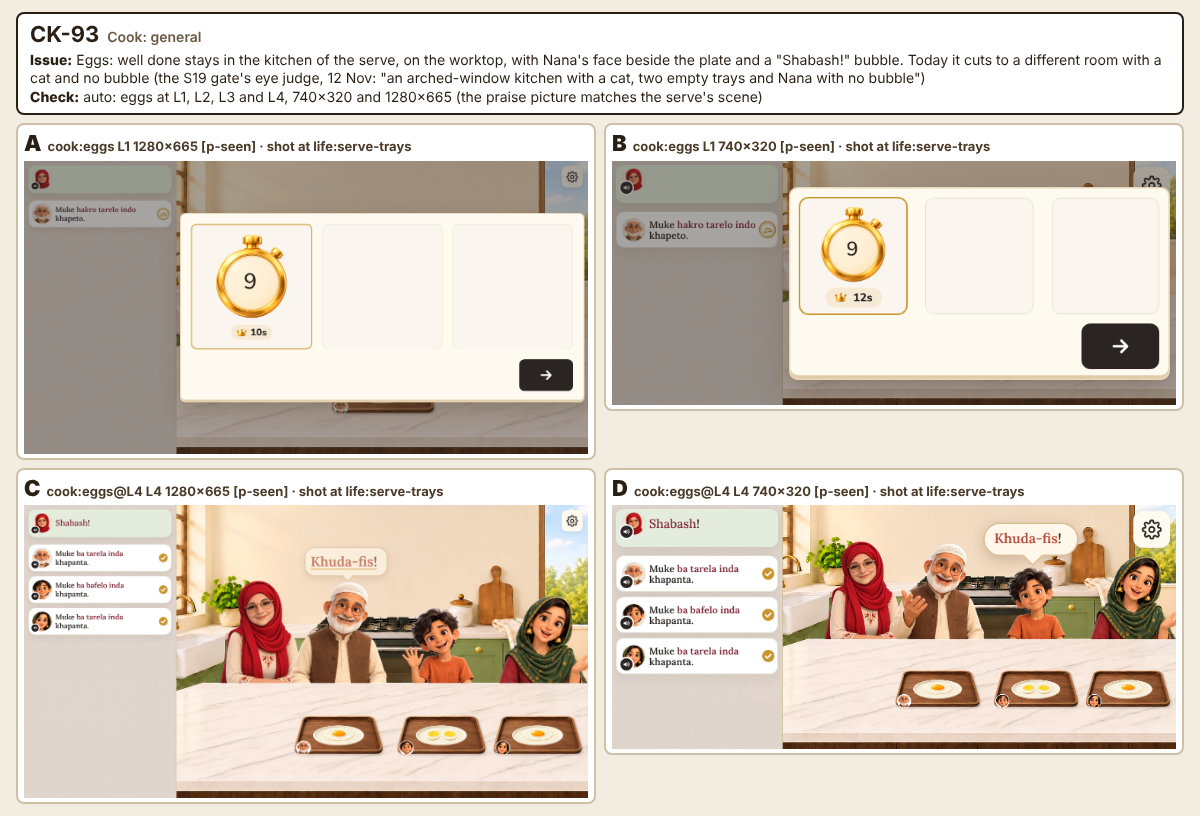 CK-93 Cook: general
Issue: Eggs: well done stays in the kitchen of the serve, on the worktop, with Nana's face beside the plate and a "Shabash!" bubble. Today it cuts to a different room with a
cat and no bubble (the S19 gate's eye judge, 12 Nov: "an arched-window kitchen with a cat, two empty trays and Nana with no bubble")
Check: auto: eggs at L1, L2, L3 and L4, 740×320 and 1280×665 (the praise picture matches the serve's scene)
A cook:eggs L1 1280×665 [p-seen] · shot at life:serve-trays
Muke hakro tarelo indo
khapeto.
9
10s
B cook:eggs L1 740×320 [p-seen] · shot at life:serve-trays
Muke hakro tarelo indo
khapeto.
9
12s
C cook:eggs@L4 L4 1280×665 [p-seen] · shot at life:serve-trays
Shabash!
Muke ba tarela inda
khapanta.
Muke ba bafelo inda
khapanta.
Muke ba tarela inda
khapanta.
Khuda-fis!
D cook:eggs@L4 L4 740×320 [p-seen] · shot at life:serve-trays
Shabash!
Muke ba tarela inda
khapanta.
Muke ba bafelo inda
khapanta.
Muke ba tarela inda
khapanta.
Khuda-fis!